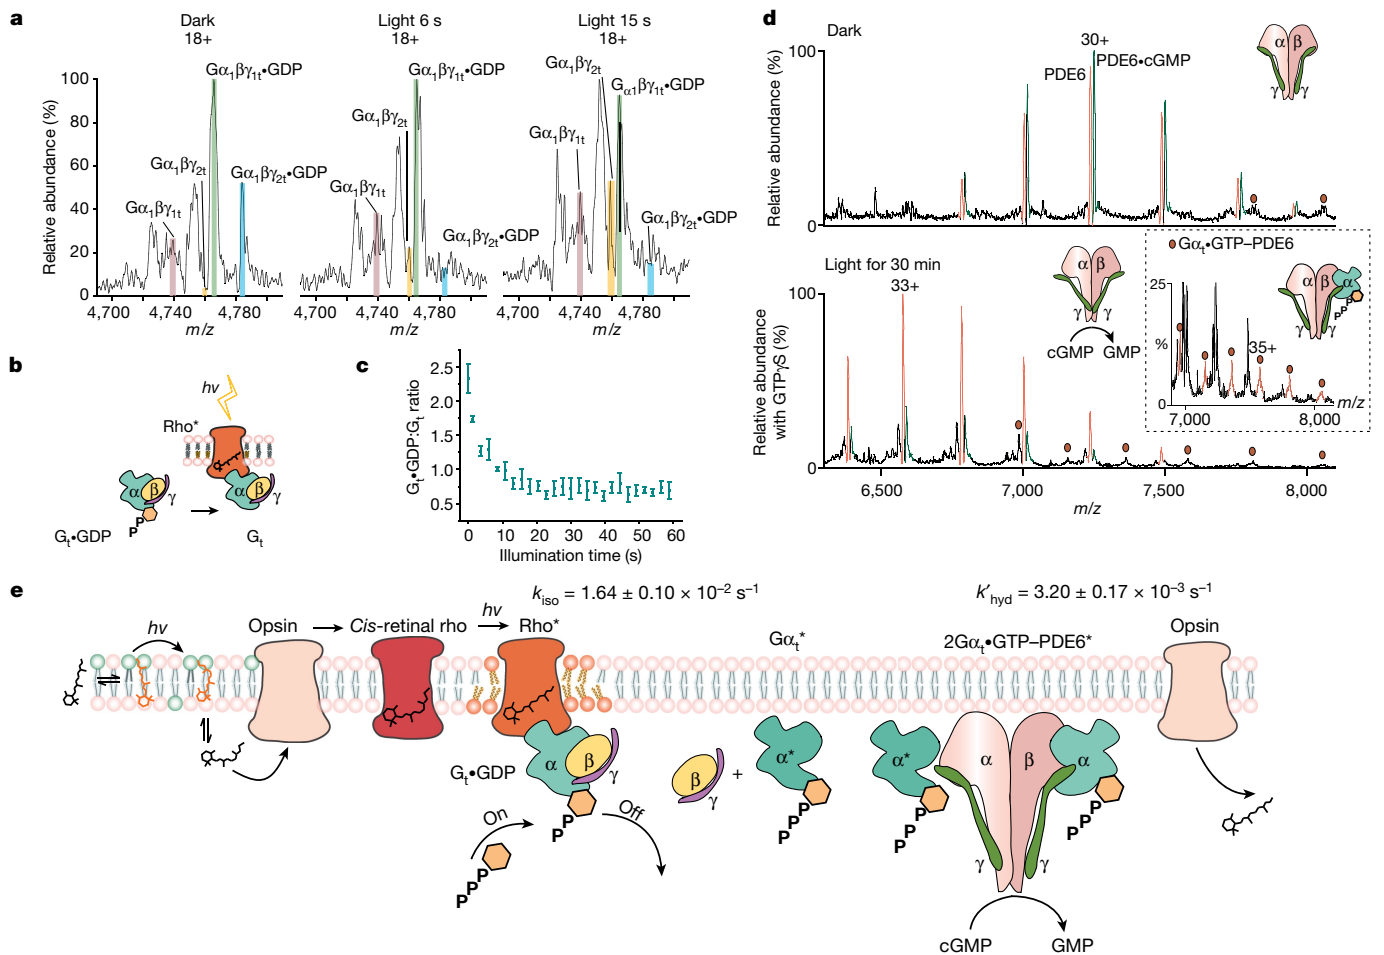 a
Dark
18+
Light 6 s
18+
Light 15 s
18+
Relative abundance (%)
100
80
60
40
20
0
Gα1βγ1t•GDP
Gα1βγ2t
Gα1βγ2t•GDP
Gα1βγ1t
4,700 4,740 4,780
m/z
Gα1βγ1t•GDP
Gα1βγ2t
Gα1βγ1t
Gα1βγ2t•GDP
4,700 4,740 4,780
m/z
Gα1βγ2t
Gα1βγ1t•GDP
Gα1βγ1t
Gα1βγ2t•GDP
4,700 4,740 4,780
m/z
b
hν
Rho*
α β γ
P
P
Gt•GDP
α β γ
Gt
c
Gt•GDP:Gt ratio
2.5
2.0
1.5
1.0
0.5
0 10 20 30 40 50 60
Illumination time (s)
d
Dark
Relative abundance (%)
100
0
30+
PDE6 PDE6•cGMP
α β
γ
Light for 30 min
33+
Relative abundance
with GTPγS (%)
100
0
α β
γ γ
cGMP GMP
Gαt•GTP–PDE6
25
%
0
35+
7,000 8,000
m/z
α β α
γ γ
P
P
P
6,500 7,000 7,500 8,000
m/z
e
kiso = 1.64 ± 0.10 × 10−2 s−1
k′hyd = 3.20 ± 0.17 × 10−3 s−1
hν
Opsin
Cis-retinal rho
hν
Rho*
Gαt*
2Gαt•GTP–PDE6*
Opsin
Gt•GDP
α β γ
P
P
On
Off
P
P
P
β γ
+
α*
P
P
P
α*
P
P
P
α β α
γ γ
P
P
P
cGMP GMP